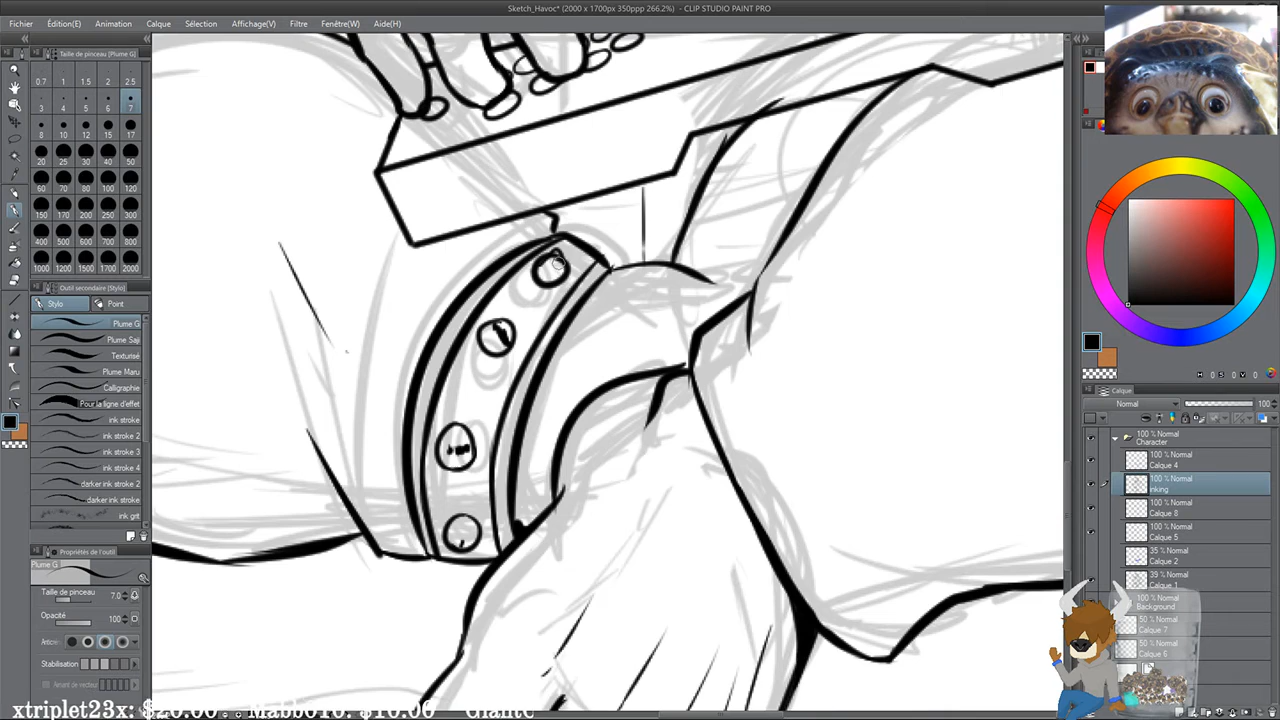 Sketch_Havoc* (2000 x 1700px 350ppp 266.2%) - CLIP STUDIO PAINT PRO
Fichier Édition(E) Animation Calque Sélection Affichage(V) Filtre Fenêtre(W) Aide(H)
Taille de pinceau [Plume G]
0.7 1 1.5 2 2.5
3 4 5 6 7
8 10 12 15 17
20 25 30 40 50
60 70 80 100 120
150 170 200 250 300
400 500 600 700 800
1000 1200 1500 1700 2000
Outil secondaire (Stylo)
Stylo Point
Plume G
Plume Saji
Texturisé
Plume Maru
Calligraphie
Pour la ligne d'effet
ink stroke
ink stroke 2
ink stroke 3
ink stroke 4
darker ink stroke 2
darker ink stroke
ink grit
Propriétés de l'outil
Plume G
Taille de pinceau 7.0
Opacité 100
Stabilisation
H 0 S 0 V 0
Calque
Normal 100
100 % Normal
Character
100 % Normal
Calque 4
100 % Normal
inking
100 % Normal
Calque 8
100 % Normal
Calque 5
35 % Normal
Calque 2
39 % Normal
Calque 1
100 % Normal
Background
50 % Normal
Calque 7
50 % Normal
Calque 6
xtriplet23x: $20.00